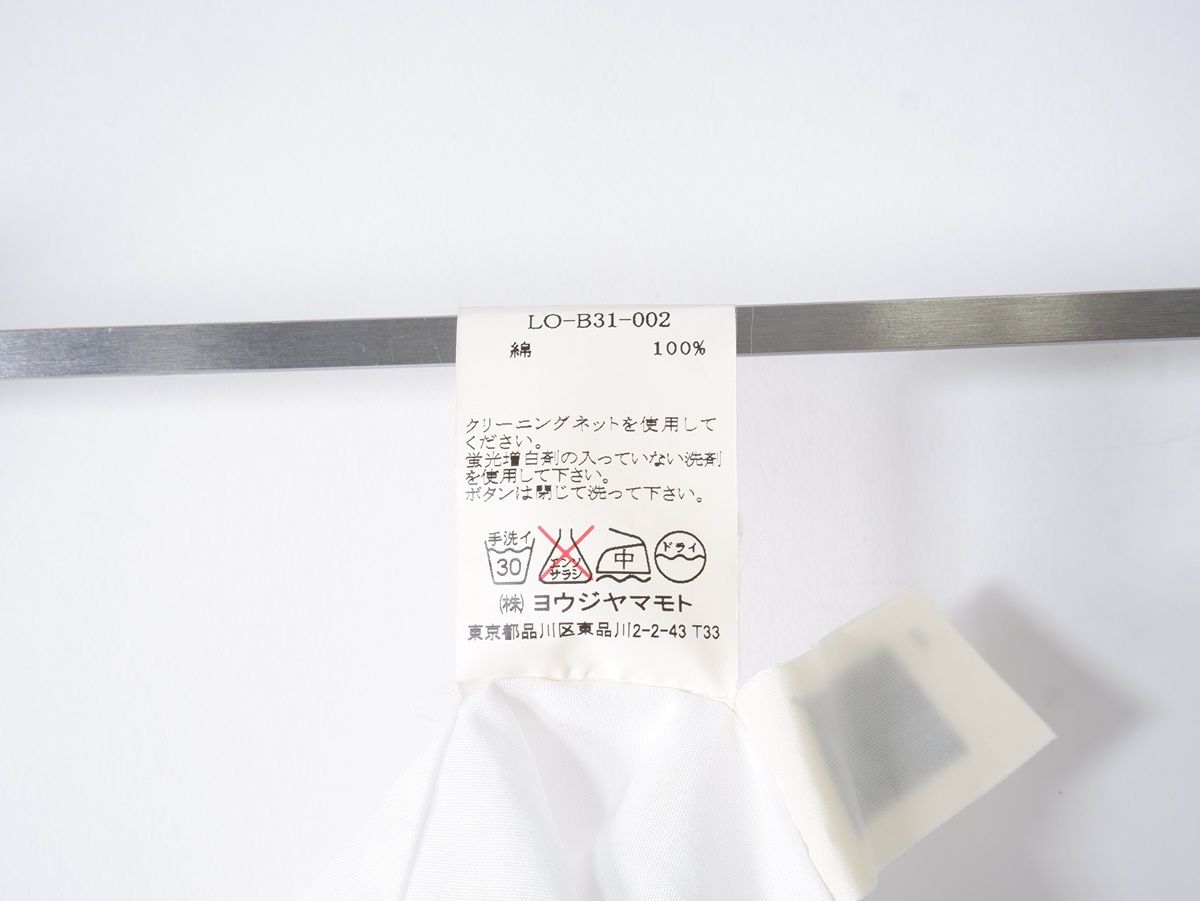 LO-B31-002
綿 100%
クリーニングネットを使用して
ください。
蛍光増白剤の入っていない洗剤
を使用して下さい。
ボタンは閉じて洗って下さい。
手洗イ
30
エンソ
サラシ
中
ドライ
(株) ヨウジヤマモト
東京都品川区東品川2-2-43 T33